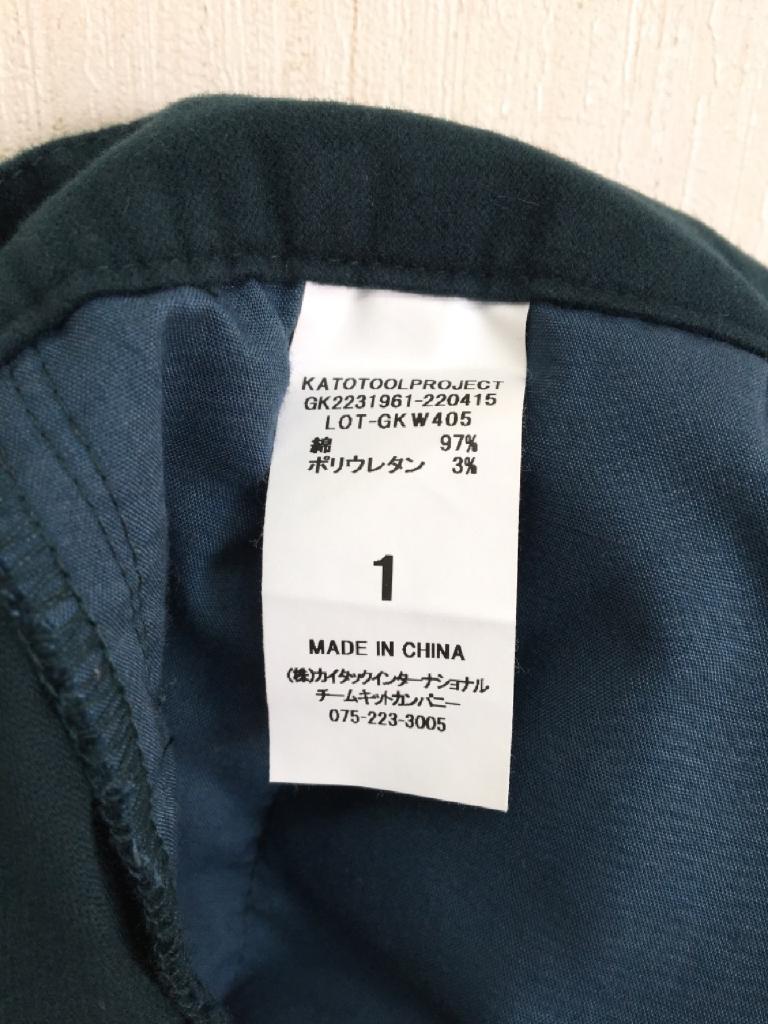 KATOTOOLPROJECT
GK2231961-220415
LOT-GKW405
綿 97%
ポリウレタン 3%
1
MADE IN CHINA
(株)カイタックインターナショナル
チームキットカンパニー
075-223-3005